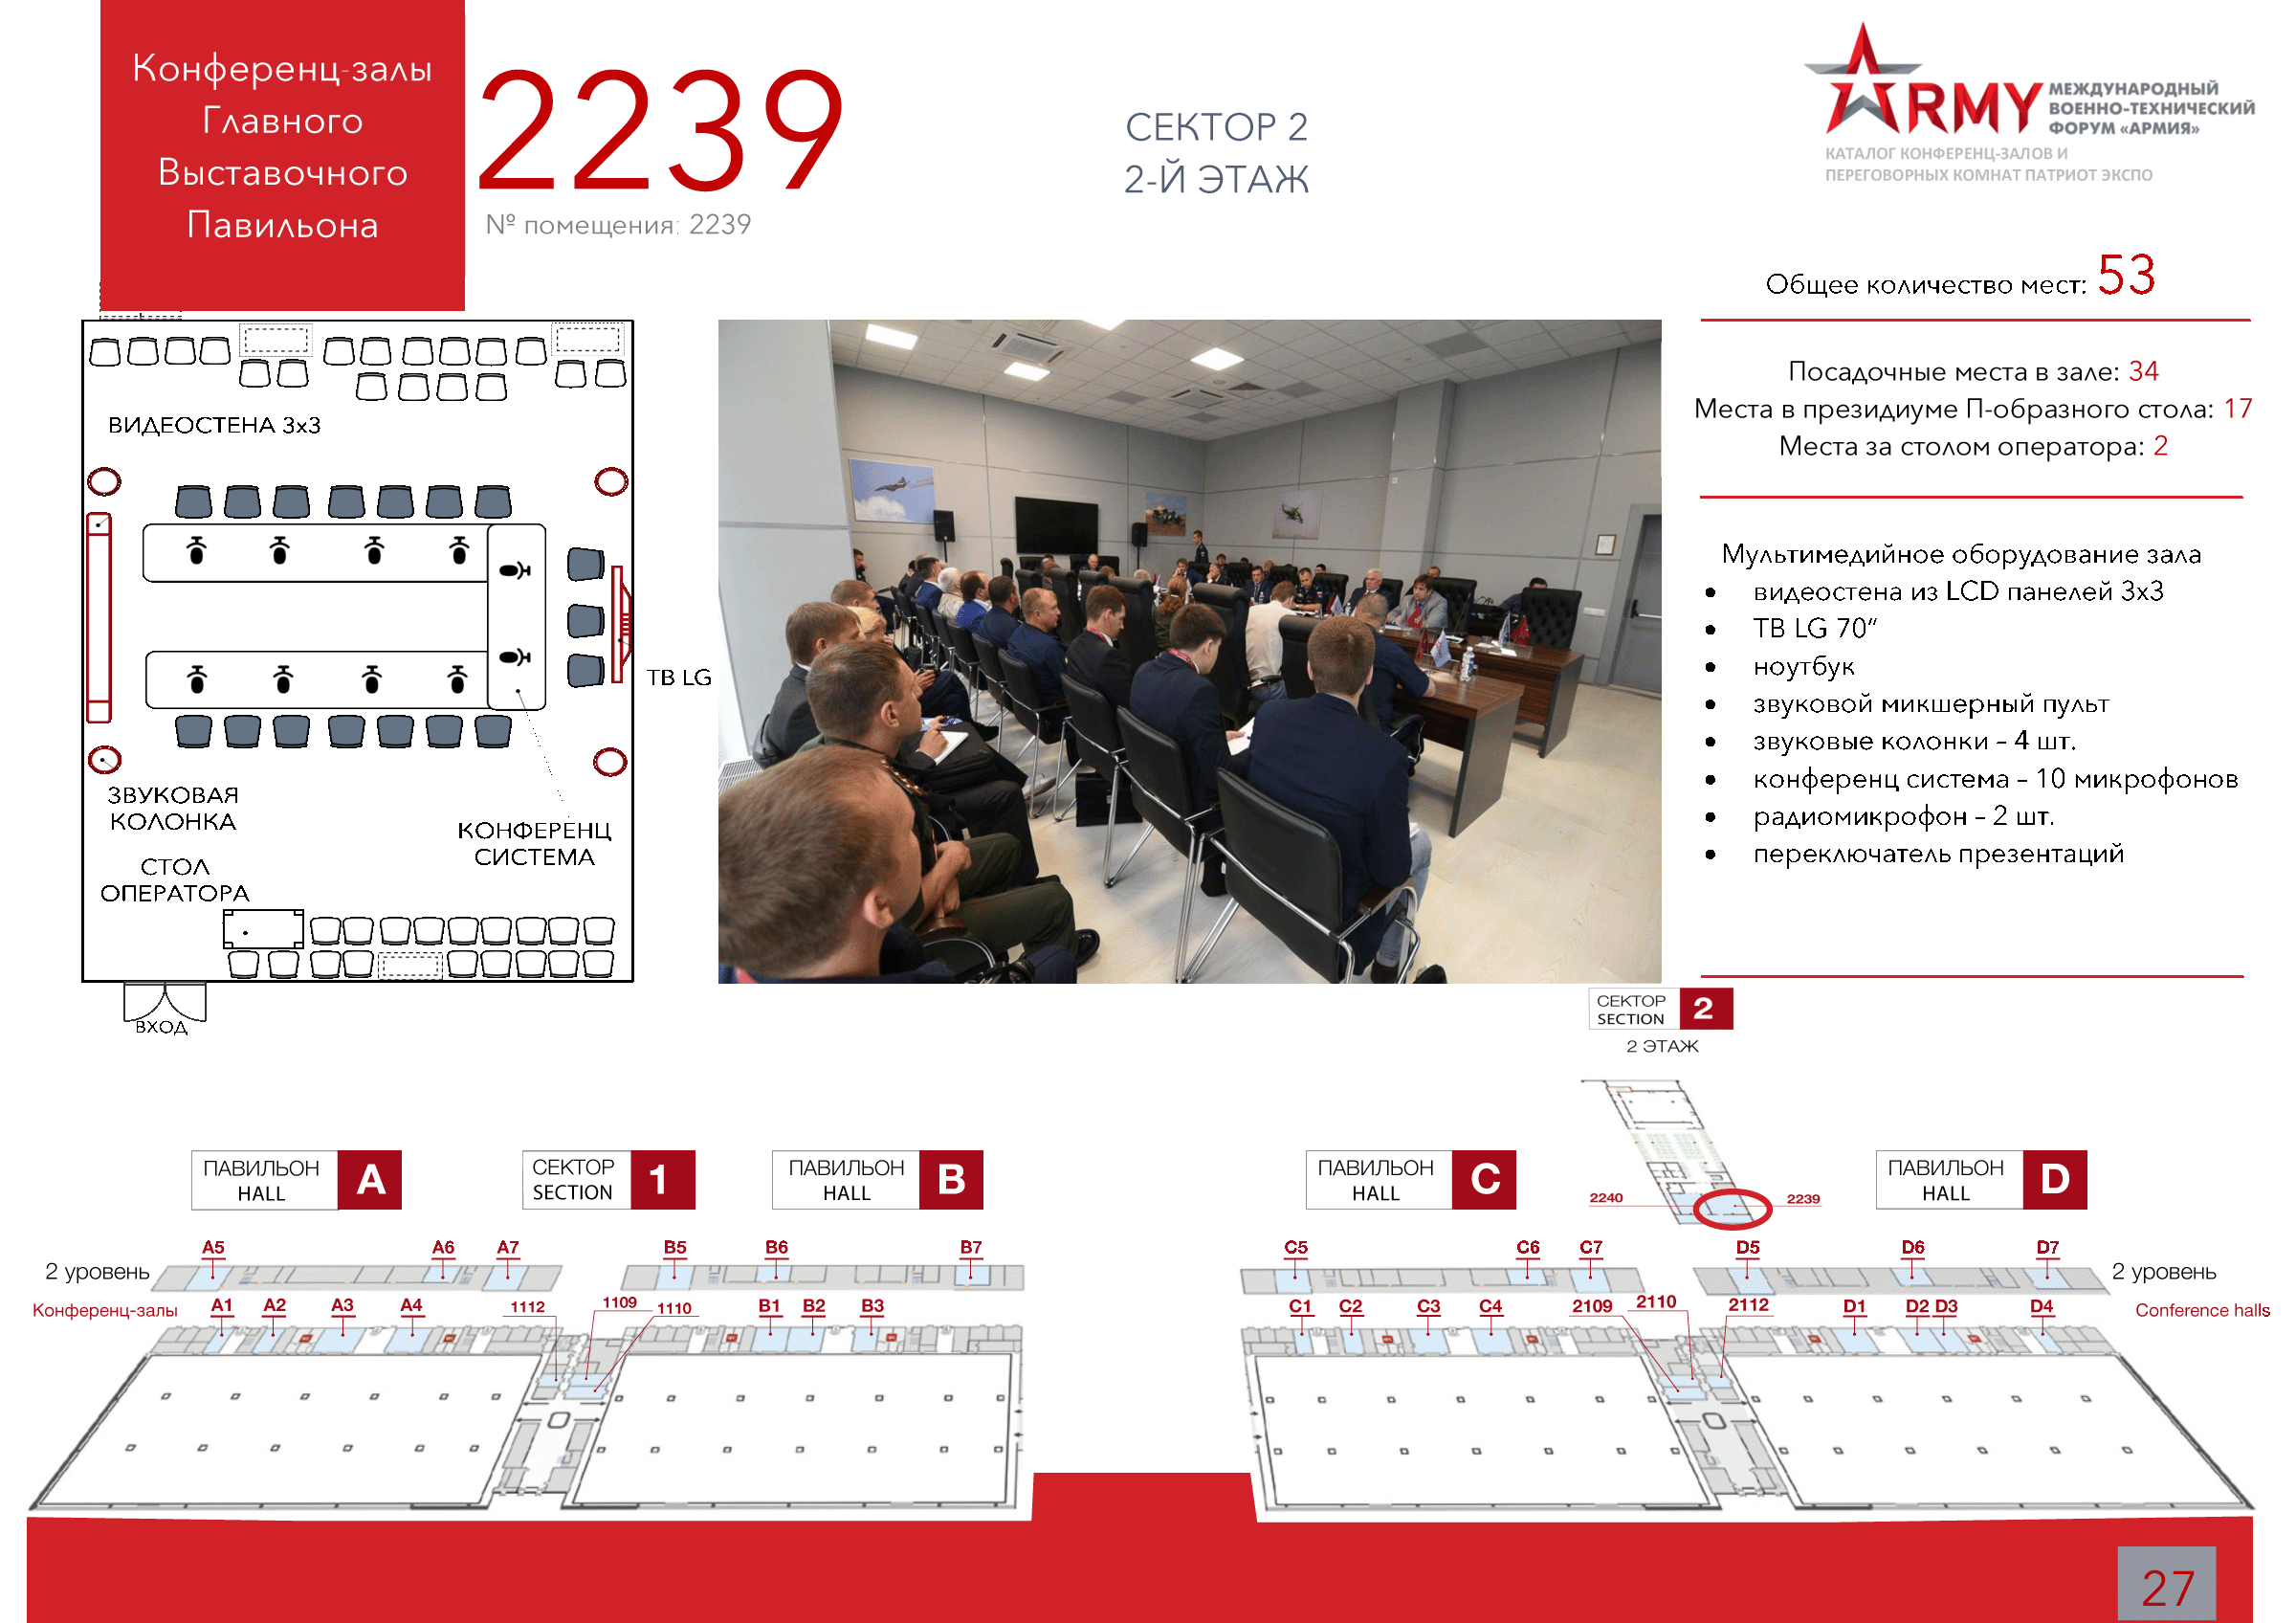 Конференц-залы
Главного
Выставочного
Павильона
2239
№ помещения: 2239
СЕКТОР 2
2-Й ЭТАЖ
ARMY
МЕЖДУНАРОДНЫЙ
ВОЕННО-ТЕХНИЧЕСКИЙ
ФОРУМ «АРМИЯ»
КАТАЛОГ КОНФЕРЕНЦ-ЗАЛОВ И
ПЕРЕГОВОРНЫХ КОМНАТ ПАТРИОТ ЭКСПО
Общее количество мест: 53
Посадочные места в зале: 34
Места в президиуме П-образного стола: 17
Места за столом оператора: 2
Мультимедийное оборудование зала
• видеостена из LCD панелей 3х3
• ТВ LG 70“
• ноутбук
• звуковой микшерный пульт
• звуковые колонки – 4 шт.
• конференц система – 10 микрофонов
• радиомикрофон – 2 шт.
• переключатель презентаций
ВИДЕОСТЕНА 3х3
ТВ LG
ЗВУКОВАЯ
КОЛОНКА
КОНФЕРЕНЦ
СИСТЕМА
СТОЛ
ОПЕРАТОРА
ВХОД
СЕКТОР
SECTION
2
2 ЭТАЖ
2240
2239
ПАВИЛЬОН
HALL
A
СЕКТОР
SECTION
1
ПАВИЛЬОН
HALL
B
ПАВИЛЬОН
HALL
C
ПАВИЛЬОН
HALL
D
A5 A6 A7 B5 B6 B7 C5 C6 C7 D5 D6 D7
2 уровень
2 уровень
Конференц-залы
A1 A2 A3 A4 1112 1109 1110 B1 B2 B3 C1 C2 C3 C4 2109 2110 2112 D1 D2 D3 D4
Conference halls
27